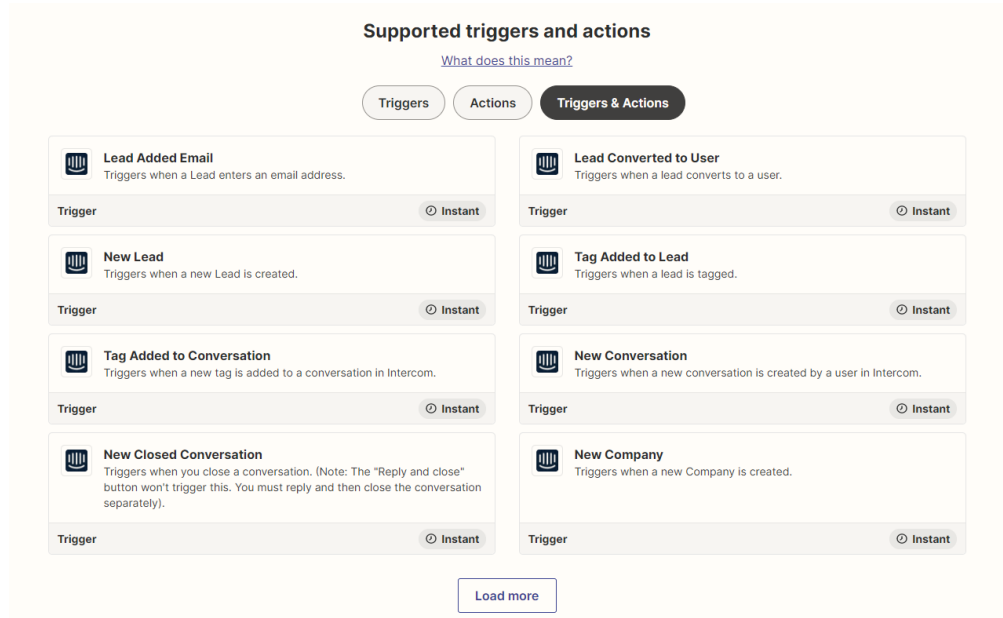 Supported triggers and actions
What does this mean?
Triggers
Actions
Triggers & Actions
Lead Added Email
Triggers when a Lead enters an email address.
Trigger
Instant
Lead Converted to User
Triggers when a lead converts to a user.
Trigger
Instant
New Lead
Triggers when a new Lead is created.
Trigger
Instant
Tag Added to Lead
Triggers when a lead is tagged.
Trigger
Instant
Tag Added to Conversation
Triggers when a new tag is added to a conversation in Intercom.
Trigger
Instant
New Conversation
Triggers when a new conversation is created by a user in Intercom.
Trigger
Instant
New Closed Conversation
Triggers when you close a conversation. (Note: The "Reply and close"
button won't trigger this. You must reply and then close the conversation
separately).
Trigger
Instant
New Company
Triggers when a new Company is created.
Trigger
Instant
Load more